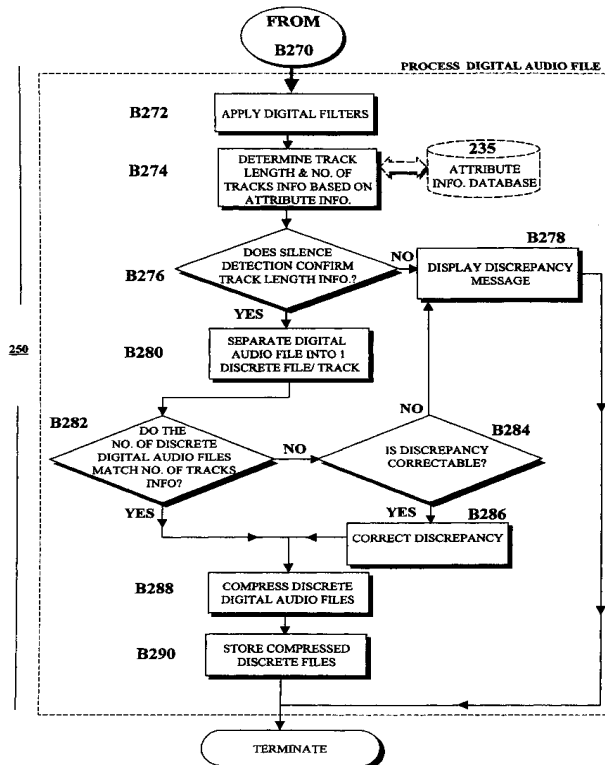 FROM
B270
PROCESS DIGITAL AUDIO FILE
B272
APPLY DIGITAL FILTERS
B274
DETERMINE TRACK
LENGTH & NO. OF
TRACKS INFO BASED ON
ATTRIBUTE INFO.
235
ATTRIBUTE
INFO. DATABASE
B276
DOES SILENCE
DETECTION CONFIRM
TRACK LENGTH INFO.?
NO
B278
DISPLAY DISCREPANCY
MESSAGE
YES
250
B280
SEPARATE DIGITAL
AUDIO FILE INTO 1
DISCRETE FILE/ TRACK
B282
DO THE
NO. OF DISCRETE
DIGITAL AUDIO FILES
MATCH NO. OF TRACKS
INFO?
NO
NO
B284
IS DISCREPANCY
CORRECTABLE?
YES
YES
B286
CORRECT DISCREPANCY
B288
COMPRESS DISCRETE
DIGITAL AUDIO FILES
B290
STORE COMPRESSED
DISCRETE FILES
TERMINATE